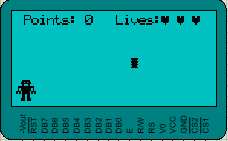 Points: 0 Lives:♥ ♥ ♥
-Vout
RST
DB7
DB6
DB5
DB4
DB3
DB2
DB1
DB0
E
R/W
RS
V0
VCC
GND
CS2
CS1